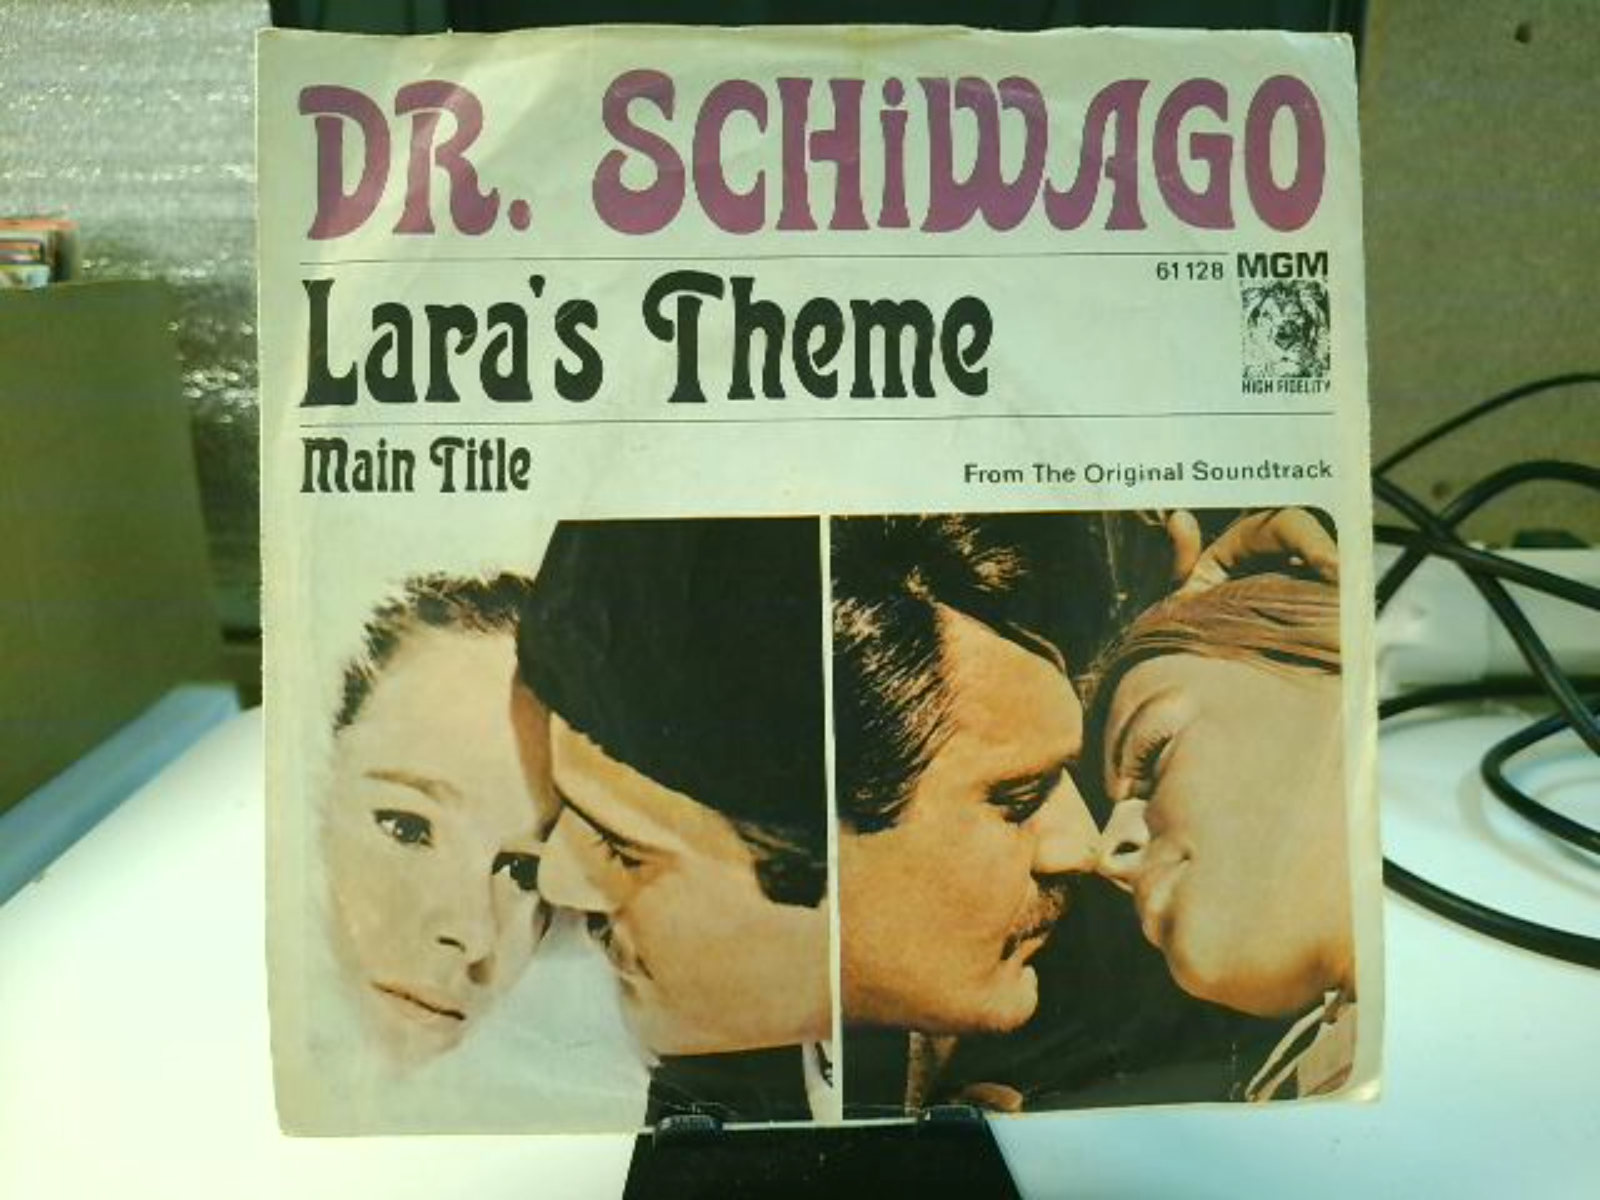 DR. SCHiWAGO
61128 MGM
Lara's Theme
HIGH FIDELITY
Main Title
From The Original Soundtrack